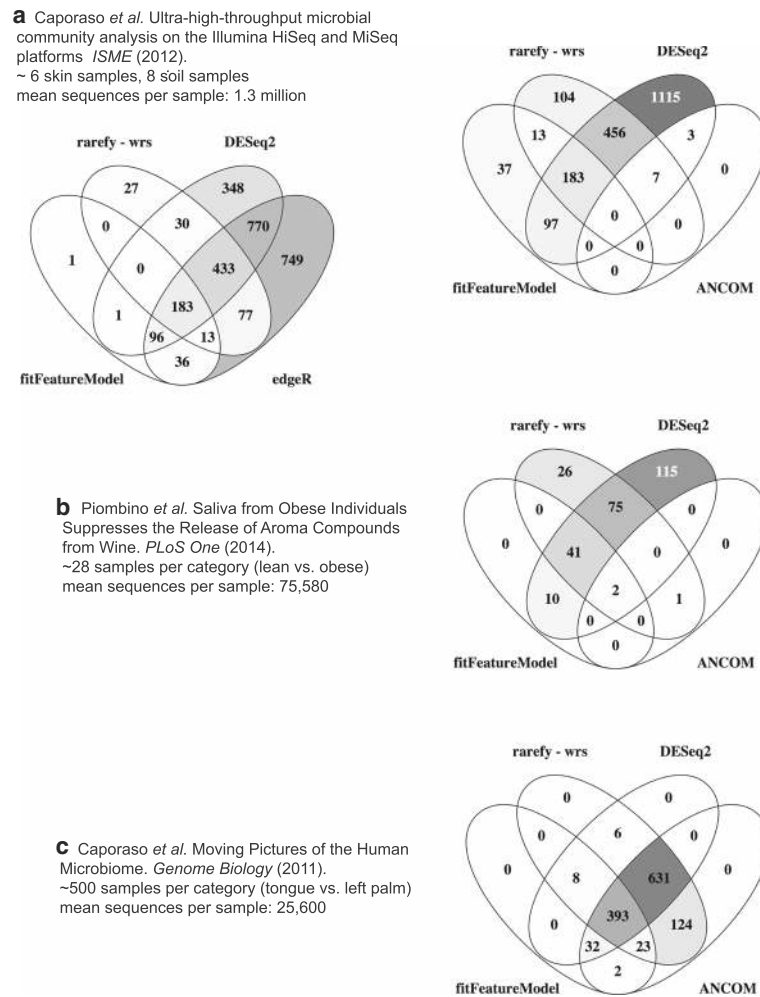 a Caporaso et al. Ultra-high-throughput microbial
community analysis on the Illumina HiSeq and MiSeq
platforms ISME (2012).
~ 6 skin samples, 8 soil samples
mean sequences per sample: 1.3 million
rarefy - wrs DESeq2
27 348
0 30 770
1 0 433 749
1 183 77
96 13
36
fitFeatureModel edgeR
rarefy - wrs DESeq2
104 1115
13 456 3
37 183 7 0
97 0 0
0 0
0
fitFeatureModel ANCOM
b Piombino et al. Saliva from Obese Individuals
Suppresses the Release of Aroma Compounds
from Wine. PLoS One (2014).
~28 samples per category (lean vs. obese)
mean sequences per sample: 75,580
rarefy - wrs DESeq2
26 115
0 75 0
0 41 0 0
10 2 1
0 0
0
fitFeatureModel ANCOM
c Caporaso et al. Moving Pictures of the Human
Microbiome. Genome Biology (2011).
~500 samples per category (tongue vs. left palm)
mean sequences per sample: 25,600
rarefy - wrs DESeq2
0 0
0 6 0
0 8 631 0
0 393 124
32 23
2
fitFeatureModel ANCOM